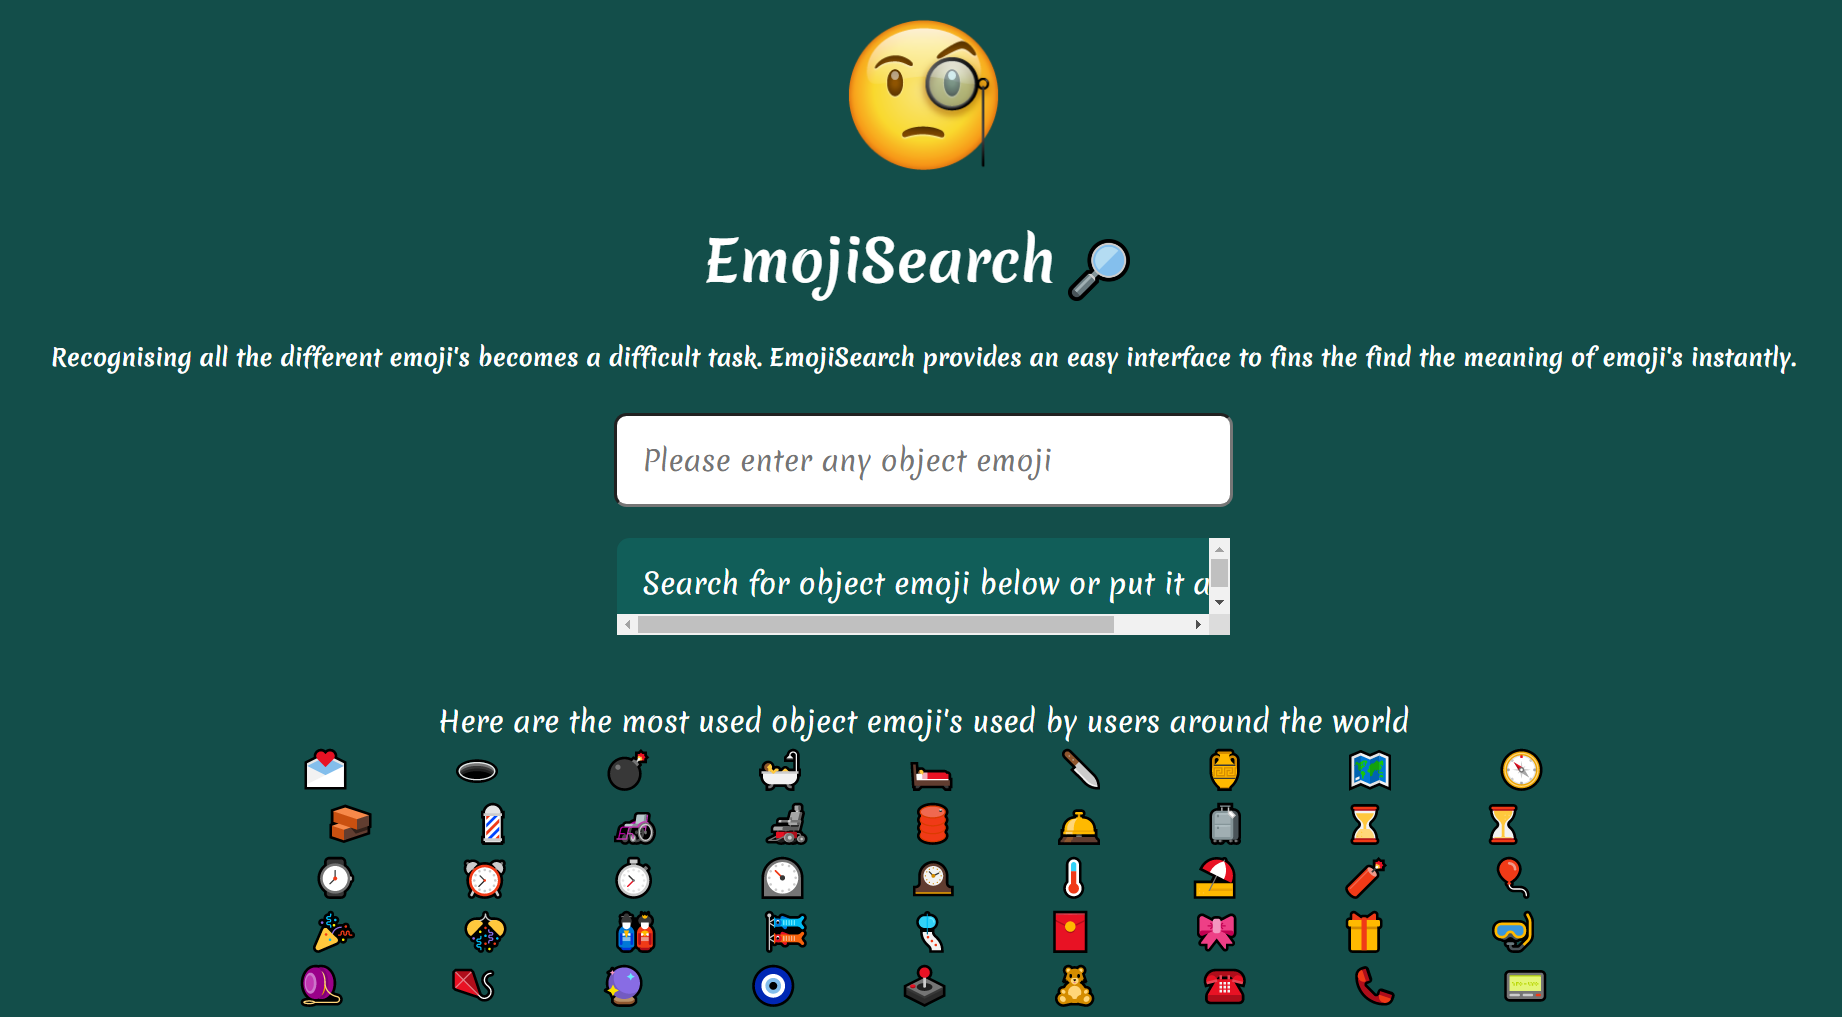 EmojiSearch
Recognising all the different emoji's becomes a difficult task. EmojiSearch provides an easy interface to fins the find the meaning of emoji's instantly.
Please enter any object emoji
Search for object emoji below or put it a
Here are the most used object emoji's used by users around the world